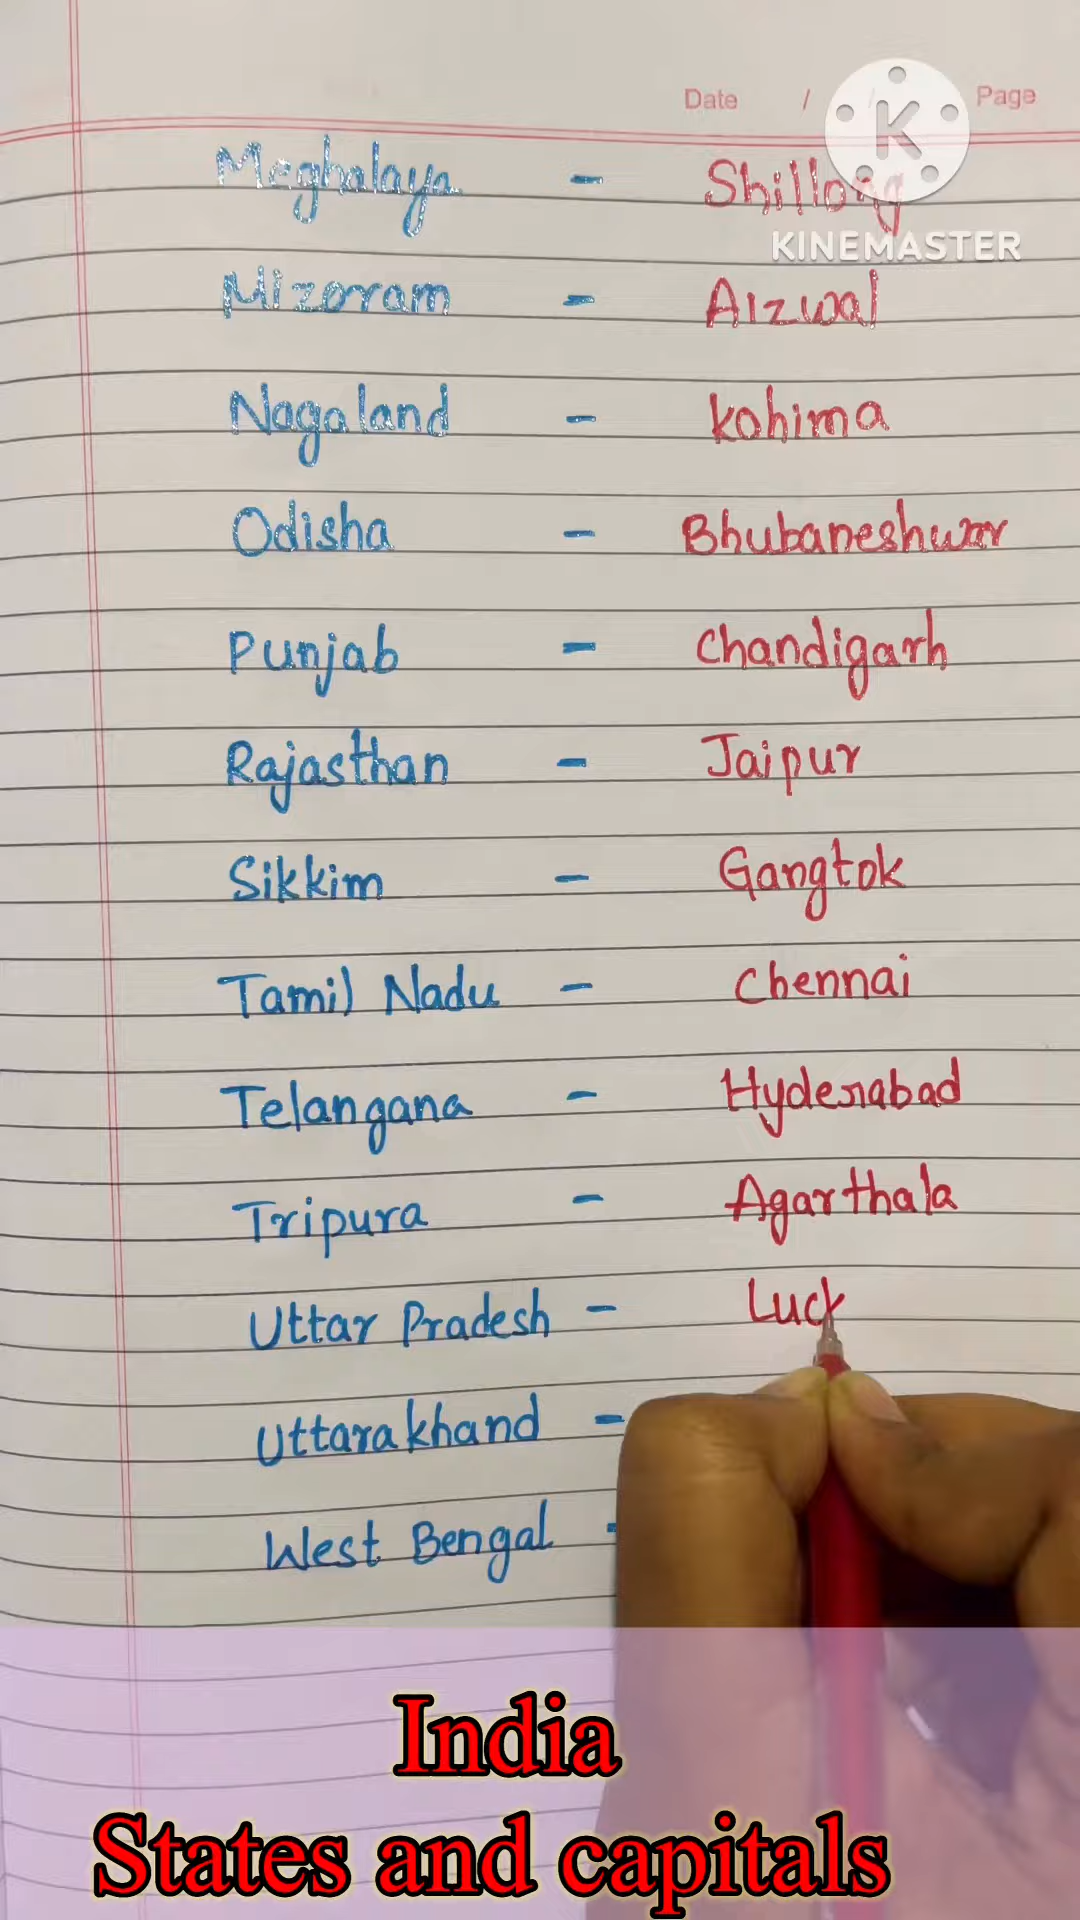 Date / / Page
KINEMASTER
Meghalaya - Shillong
Mizoram - Aizwal
Nagaland - Kohima
Odisha - Bhubaneshwar
Punjab - Chandigarh
Rajasthan - Jaipur
Sikkim - Gangtok
Tamil Nadu - Chennai
Telangana - Hyderabad
Tripura - Agarthala
Uttar Pradesh - Luck
Uttarakhand -
West Bengal -
India
States and capitals